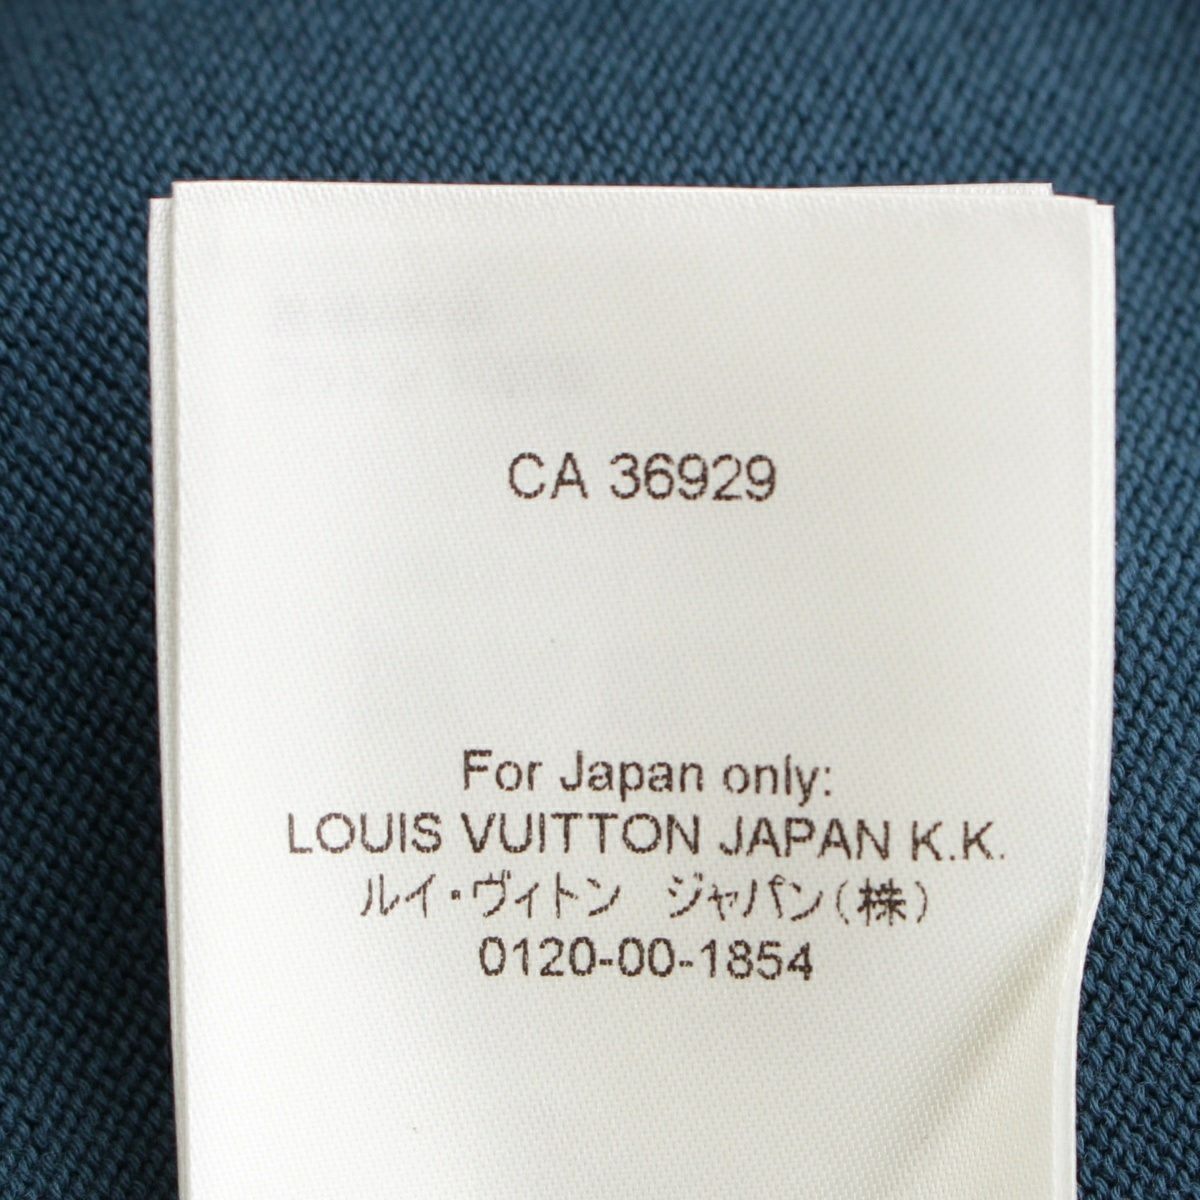 CA 36929
For Japan only:
LOUIS VUITTON JAPAN K.K.
ルイ・ヴィトン　ジャパン(株)
0120-00-1854